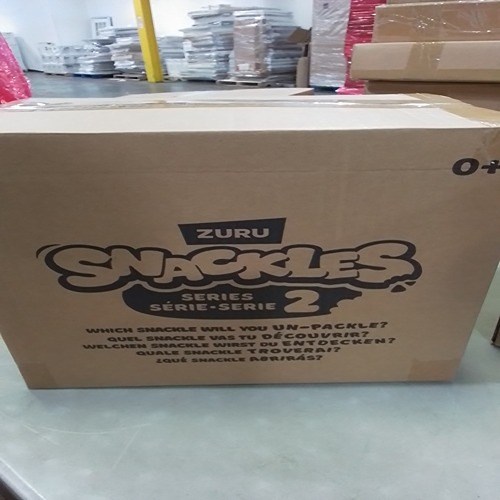 0+
ZURU
SNACKLES
SERIES
SÉRIE•SERIE 2
WHICH SNACKLE WILL YOU UN-PACKLE?
QUEL SNACKLE VAS TU DÉCOUVRIR?
WELCHEN SNACKLE WIRST DU ENTDECKEN?
QUALE SNACKLE TROVERAI?
¿QUÉ SNACKLE ABRIRÁS?